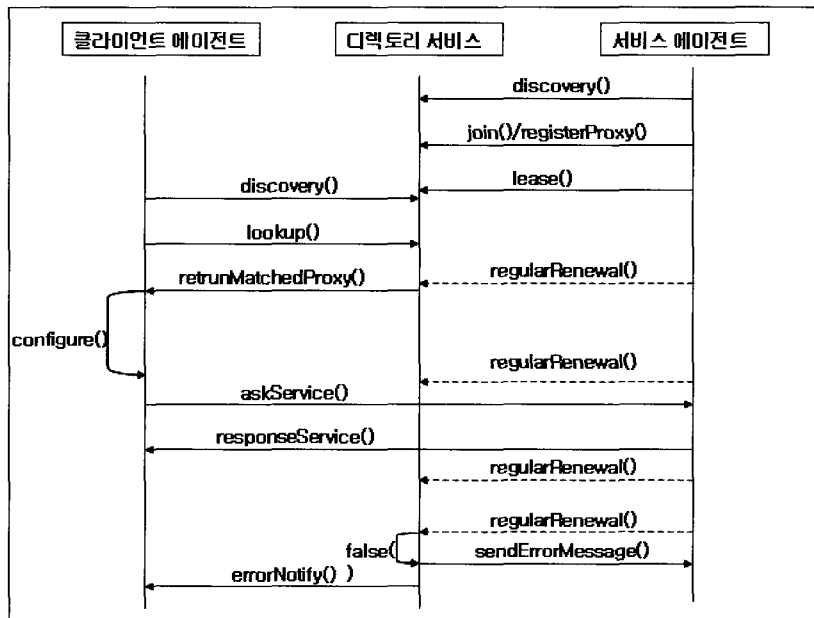 클라이언트 에이전트 디렉토리 서비스 서비스 에이전트
discovery()
join()/registerProxy()
discovery() lease()
lookup()
retrunMatchedProxy() regularRenewal()
configure()
regularRenewal()
askService()
responseService()
regularRenewal()
regularRenewal()
false( sendErrorMessage()
errorNotify() )